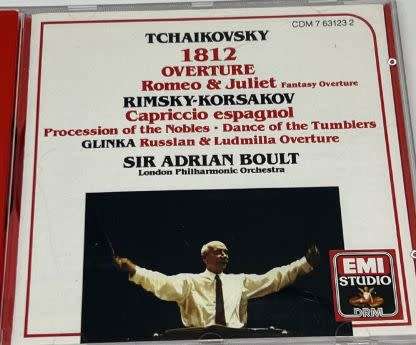 CDM 7 63123 2
TCHAIKOVSKY
1812
OVERTURE
Romeo & Juliet Fantasy Overture
RIMSKY-KORSAKOV
Capriccio espagnol
Procession of the Nobles · Dance of the Tumblers
GLINKA Russlan & Ludmilla Overture
SIR ADRIAN BOULT
London Philharmonic Orchestra
EMI
STUDIO
DRM